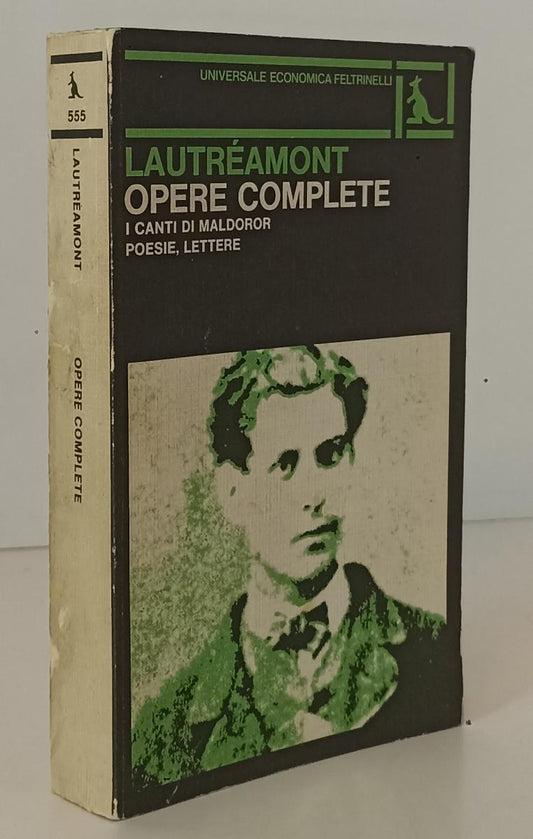 555
LAUTRÉAMONT
OPERE COMPLETE
UNIVERSALE ECONOMICA FELTRINELLI
LAUTRÉAMONT
OPERE COMPLETE
I CANTI DI MALDOROR
POESIE, LETTERE